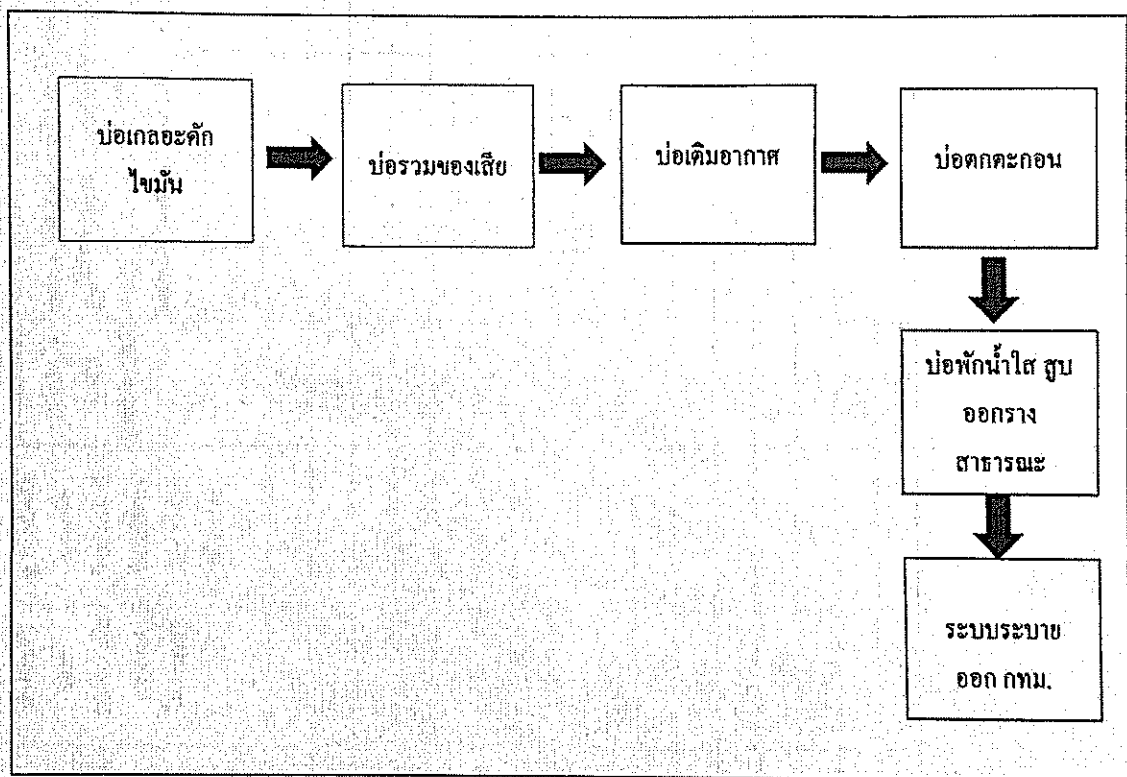 บ่อเกลอะดัก
ไขมัน
บ่อรวมของเสีย
บ่อเติมอากาศ
บ่อตกตะกอน
บ่อพักน้ำใส สูบ
ออกราง
สาธารณะ
ระบบระบาย
ออก กทม.